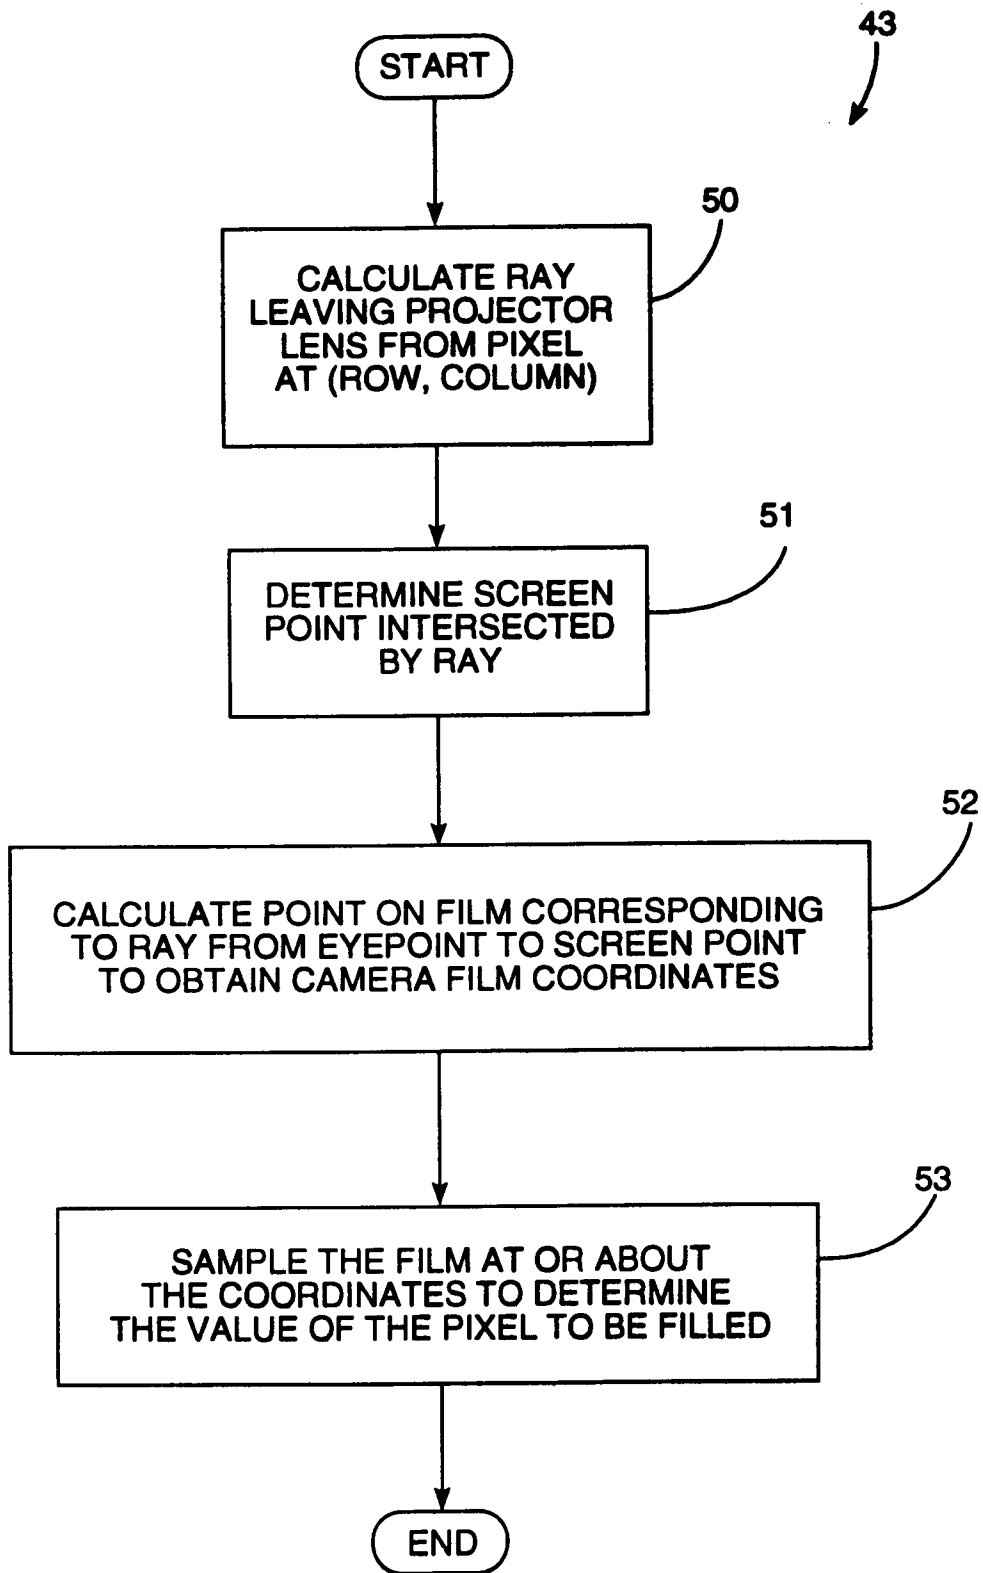 43
START
50
CALCULATE RAY
LEAVING PROJECTOR
LENS FROM PIXEL
AT (ROW, COLUMN)
51
DETERMINE SCREEN
POINT INTERSECTED
BY RAY
52
CALCULATE POINT ON FILM CORRESPONDING
TO RAY FROM EYEPOINT TO SCREEN POINT
TO OBTAIN CAMERA FILM COORDINATES
53
SAMPLE THE FILM AT OR ABOUT
THE COORDINATES TO DETERMINE
THE VALUE OF THE PIXEL TO BE FILLED
END